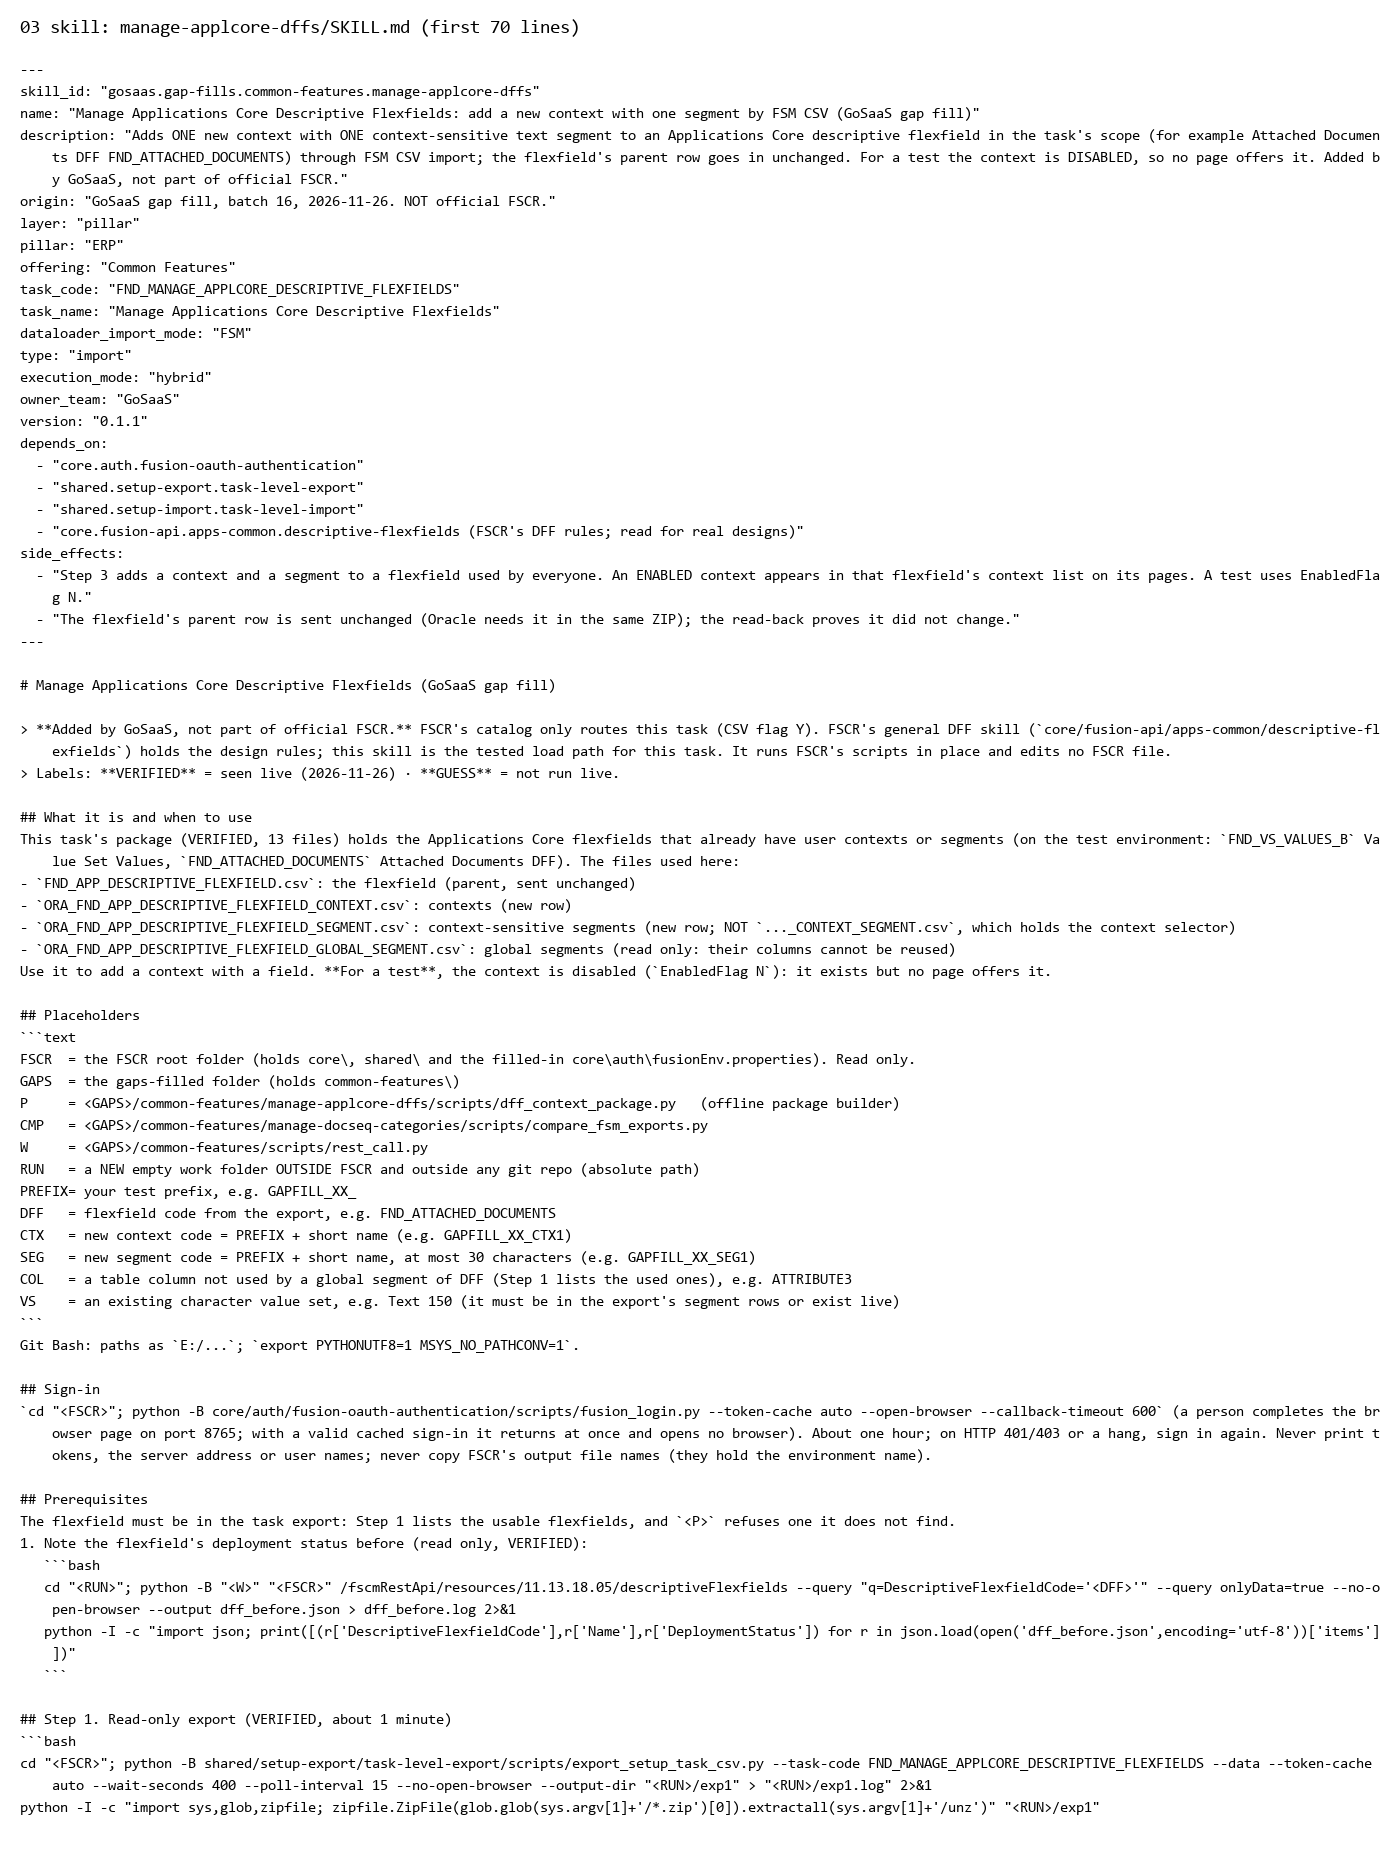 03 skill: manage-applcore-dffs/SKILL.md (first 70 lines)
---
skill_id: "gosaas.gap-fills.common-features.manage-applcore-dffs"
name: "Manage Applications Core Descriptive Flexfields: add a new context with one segment by FSM CSV (GoSaaS gap fill)"
description: "Adds ONE new context with ONE context-sensitive text segment to an Applications Core descriptive flexfield in the task's scope (for example Attached Documen
ts DFF FND_ATTACHED_DOCUMENTS) through FSM CSV import; the flexfield's parent row goes in unchanged. For a test the context is DISABLED, so no page offers it. Added b
y GoSaaS, not part of official FSCR."
origin: "GoSaaS gap fill, batch 16, 2026-11-26. NOT official FSCR."
layer: "pillar"
pillar: "ERP"
offering: "Common Features"
task_code: "FND_MANAGE_APPLCORE_DESCRIPTIVE_FLEXFIELDS"
task_name: "Manage Applications Core Descriptive Flexfields"
dataloader_import_mode: "FSM"
type: "import"
execution_mode: "hybrid"
owner_team: "GoSaaS"
version: "0.1.1"
depends_on:
  - "core.auth.fusion-oauth-authentication"
  - "shared.setup-export.task-level-export"
  - "shared.setup-import.task-level-import"
  - "core.fusion-api.apps-common.descriptive-flexfields (FSCR's DFF rules; read for real designs)"
side_effects:
  - "Step 3 adds a context and a segment to a flexfield used by everyone. An ENABLED context appears in that flexfield's context list on its pages. A test uses EnabledFla
g N."
  - "The flexfield's parent row is sent unchanged (Oracle needs it in the same ZIP); the read-back proves it did not change."
---
# Manage Applications Core Descriptive Flexfields (GoSaaS gap fill)
> **Added by GoSaaS, not part of official FSCR.** FSCR's catalog only routes this task (CSV flag Y). FSCR's general DFF skill (`core/fusion-api/apps-common/descriptive-fl
exfields`) holds the design rules; this skill is the tested load path for this task. It runs FSCR's scripts in place and edits no FSCR file.
> Labels: **VERIFIED** = seen live (2026-11-26) · **GUESS** = not run live.
## What it is and when to use
This task's package (VERIFIED, 13 files) holds the Applications Core flexfields that already have user contexts or segments (on the test environment: `FND_VS_VALUES_B` Va
lue Set Values, `FND_ATTACHED_DOCUMENTS` Attached Documents DFF). The files used here:
- `FND_APP_DESCRIPTIVE_FLEXFIELD.csv`: the flexfield (parent, sent unchanged)
- `ORA_FND_APP_DESCRIPTIVE_FLEXFIELD_CONTEXT.csv`: contexts (new row)
- `ORA_FND_APP_DESCRIPTIVE_FLEXFIELD_SEGMENT.csv`: context-sensitive segments (new row; NOT `..._CONTEXT_SEGMENT.csv`, which holds the context selector)
- `ORA_FND_APP_DESCRIPTIVE_FLEXFIELD_GLOBAL_SEGMENT.csv`: global segments (read only: their columns cannot be reused)
Use it to add a context with a field. **For a test**, the context is disabled (`EnabledFlag N`): it exists but no page offers it.
## Placeholders
```text
FSCR  = the FSCR root folder (holds core\, shared\ and the filled-in core\auth\fusionEnv.properties). Read only.
GAPS  = the gaps-filled folder (holds common-features\)
P     = <GAPS>/common-features/manage-applcore-dffs/scripts/dff_context_package.py   (offline package builder)
CMP   = <GAPS>/common-features/manage-docseq-categories/scripts/compare_fsm_exports.py
W     = <GAPS>/common-features/scripts/rest_call.py
RUN   = a NEW empty work folder OUTSIDE FSCR and outside any git repo (absolute path)
PREFIX= your test prefix, e.g. GAPFILL_XX_
DFF   = flexfield code from the export, e.g. FND_ATTACHED_DOCUMENTS
CTX   = new context code = PREFIX + short name (e.g. GAPFILL_XX_CTX1)
SEG   = new segment code = PREFIX + short name, at most 30 characters (e.g. GAPFILL_XX_SEG1)
COL   = a table column not used by a global segment of DFF (Step 1 lists the used ones), e.g. ATTRIBUTE3
VS    = an existing character value set, e.g. Text 150 (it must be in the export's segment rows or exist live)
```
Git Bash: paths as `E:/...`; `export PYTHONUTF8=1 MSYS_NO_PATHCONV=1`.
## Sign-in
`cd "<FSCR>"; python -B core/auth/fusion-oauth-authentication/scripts/fusion_login.py --token-cache auto --open-browser --callback-timeout 600` (a person completes the br
owser page on port 8765; with a valid cached sign-in it returns at once and opens no browser). About one hour; on HTTP 401/403 or a hang, sign in again. Never print t
okens, the server address or user names; never copy FSCR's output file names (they hold the environment name).
## Prerequisites
The flexfield must be in the task export: Step 1 lists the usable flexfields, and `<P>` refuses one it does not find.
1. Note the flexfield's deployment status before (read only, VERIFIED):
   ```bash
   cd "<RUN>"; python -B "<W>" "<FSCR>" /fscmRestApi/resources/11.13.18.05/descriptiveFlexfields --query "q=DescriptiveFlexfieldCode='<DFF>'" --query onlyData=true --no-o
pen-browser --output dff_before.json > dff_before.log 2>&1
   python -I -c "import json; print([(r['DescriptiveFlexfieldCode'],r['Name'],r['DeploymentStatus']) for r in json.load(open('dff_before.json',encoding='utf-8'))['items']
])"
   ```
## Step 1. Read-only export (VERIFIED, about 1 minute)
```bash
cd "<FSCR>"; python -B shared/setup-export/task-level-export/scripts/export_setup_task_csv.py --task-code FND_MANAGE_APPLCORE_DESCRIPTIVE_FLEXFIELDS --data --token-cache
auto --wait-seconds 400 --poll-interval 15 --no-open-browser --output-dir "<RUN>/exp1" > "<RUN>/exp1.log" 2>&1
python -I -c "import sys,glob,zipfile; zipfile.ZipFile(glob.glob(sys.argv[1]+'/*.zip')[0]).extractall(sys.argv[1]+'/unz')" "<RUN>/exp1"